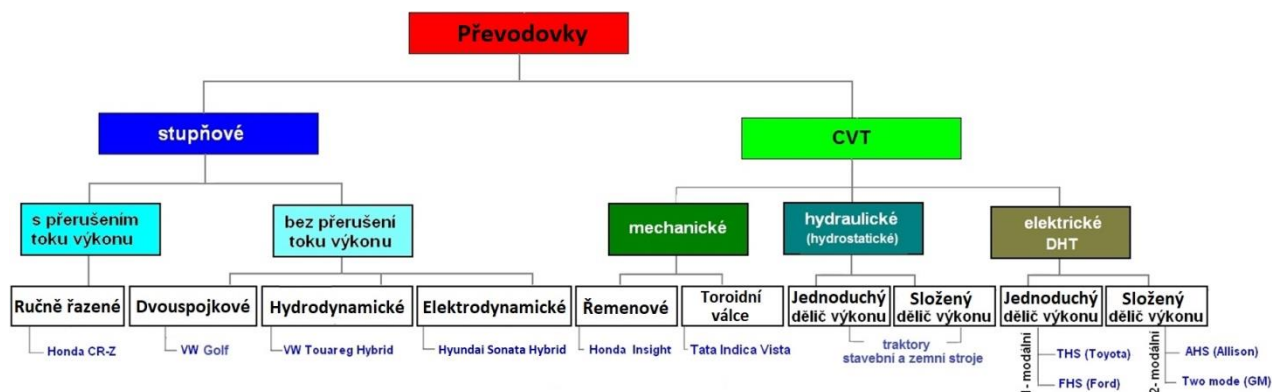 Převodovky
stupňové
CVT
s přerušením
toku výkonu
bez přerušení
toku výkonu
mechanické
hydraulické
(hydrostatické)
elektrické
DHT
Ručně řazené
Dvouspojkové
Hydrodynamické
Elektrodynamické
Řemenové
Toroidní
válce
Jednoduchý
dělič výkonu
Složený
dělič výkonu
Jednoduchý
dělič výkonu
Složený
dělič výkonu
Honda CR-Z
VW Golf
VW Touareg Hybrid
Hyundai Sonata Hybrid
Honda Insight
Tata Indica Vista
traktory
stavební a zemní stroje
1- modální
THS (Toyota)
FHS (Ford)
2- modální
AHS (Allison)
Two mode (GM)